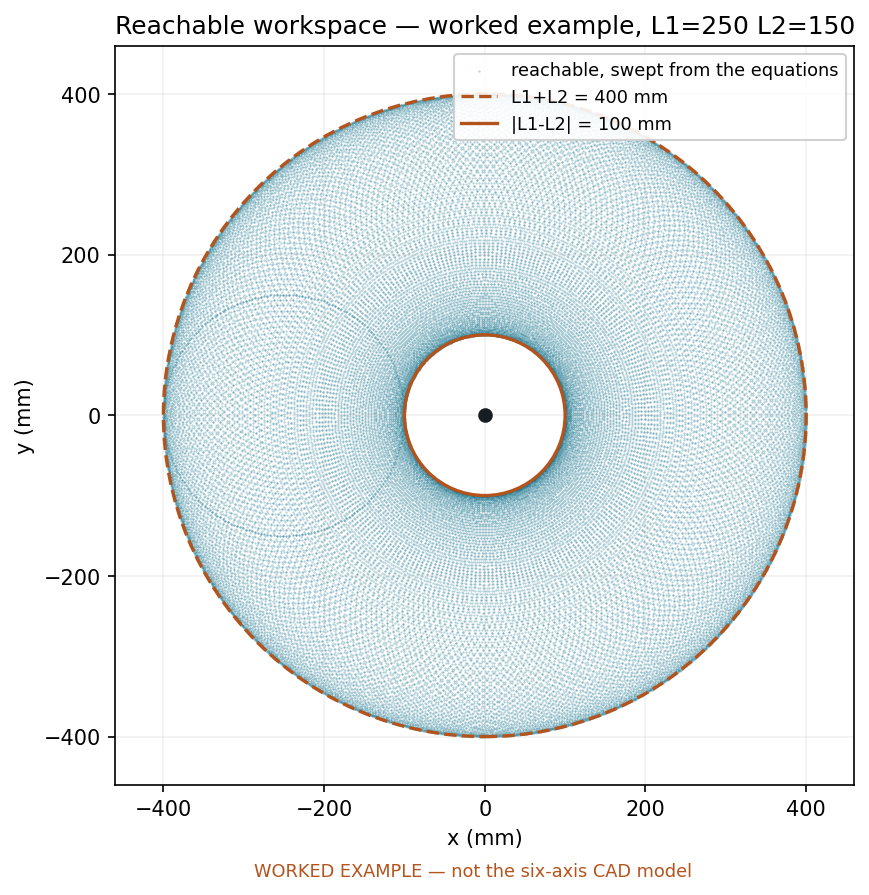 Reachable workspace — worked example, L1=250 L2=150
reachable, swept from the equations
L1+L2 = 400 mm
|L1-L2| = 100 mm
400
200
0
−200
−400
y (mm)
−400
−200
0
200
400
x (mm)
WORKED EXAMPLE — not the six-axis CAD model